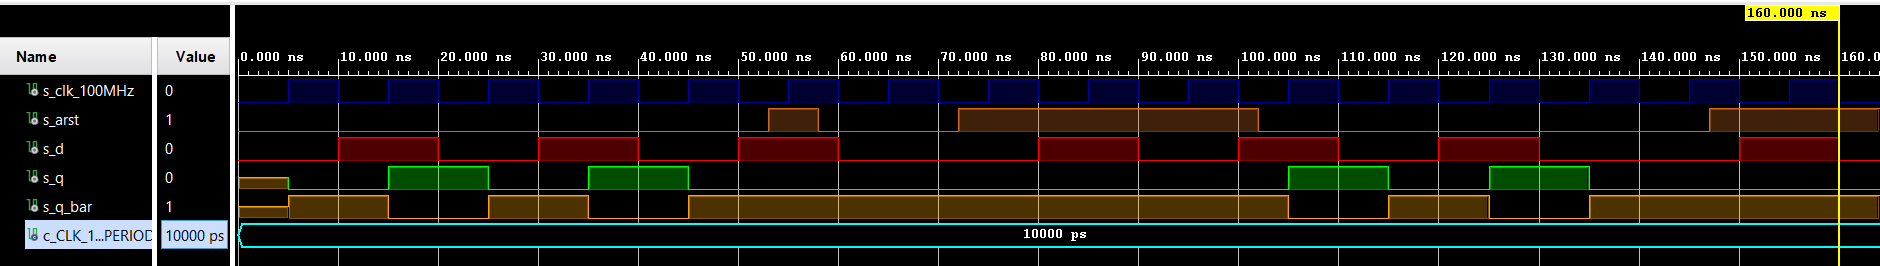 160.000 ns
Name Value
0.000 ns 10.000 ns 20.000 ns 30.000 ns 40.000 ns 50.000 ns 60.000 ns 70.000 ns 80.000 ns 90.000 ns 100.000 ns 110.000 ns 120.000 ns 130.000 ns 140.000 ns 150.000 ns 160.0
s_clk_100MHz 0
s_arst 1
s_d 0
s_q 0
s_q_bar 1
c_CLK_1...PERIOD 10000 ps 10000 ps